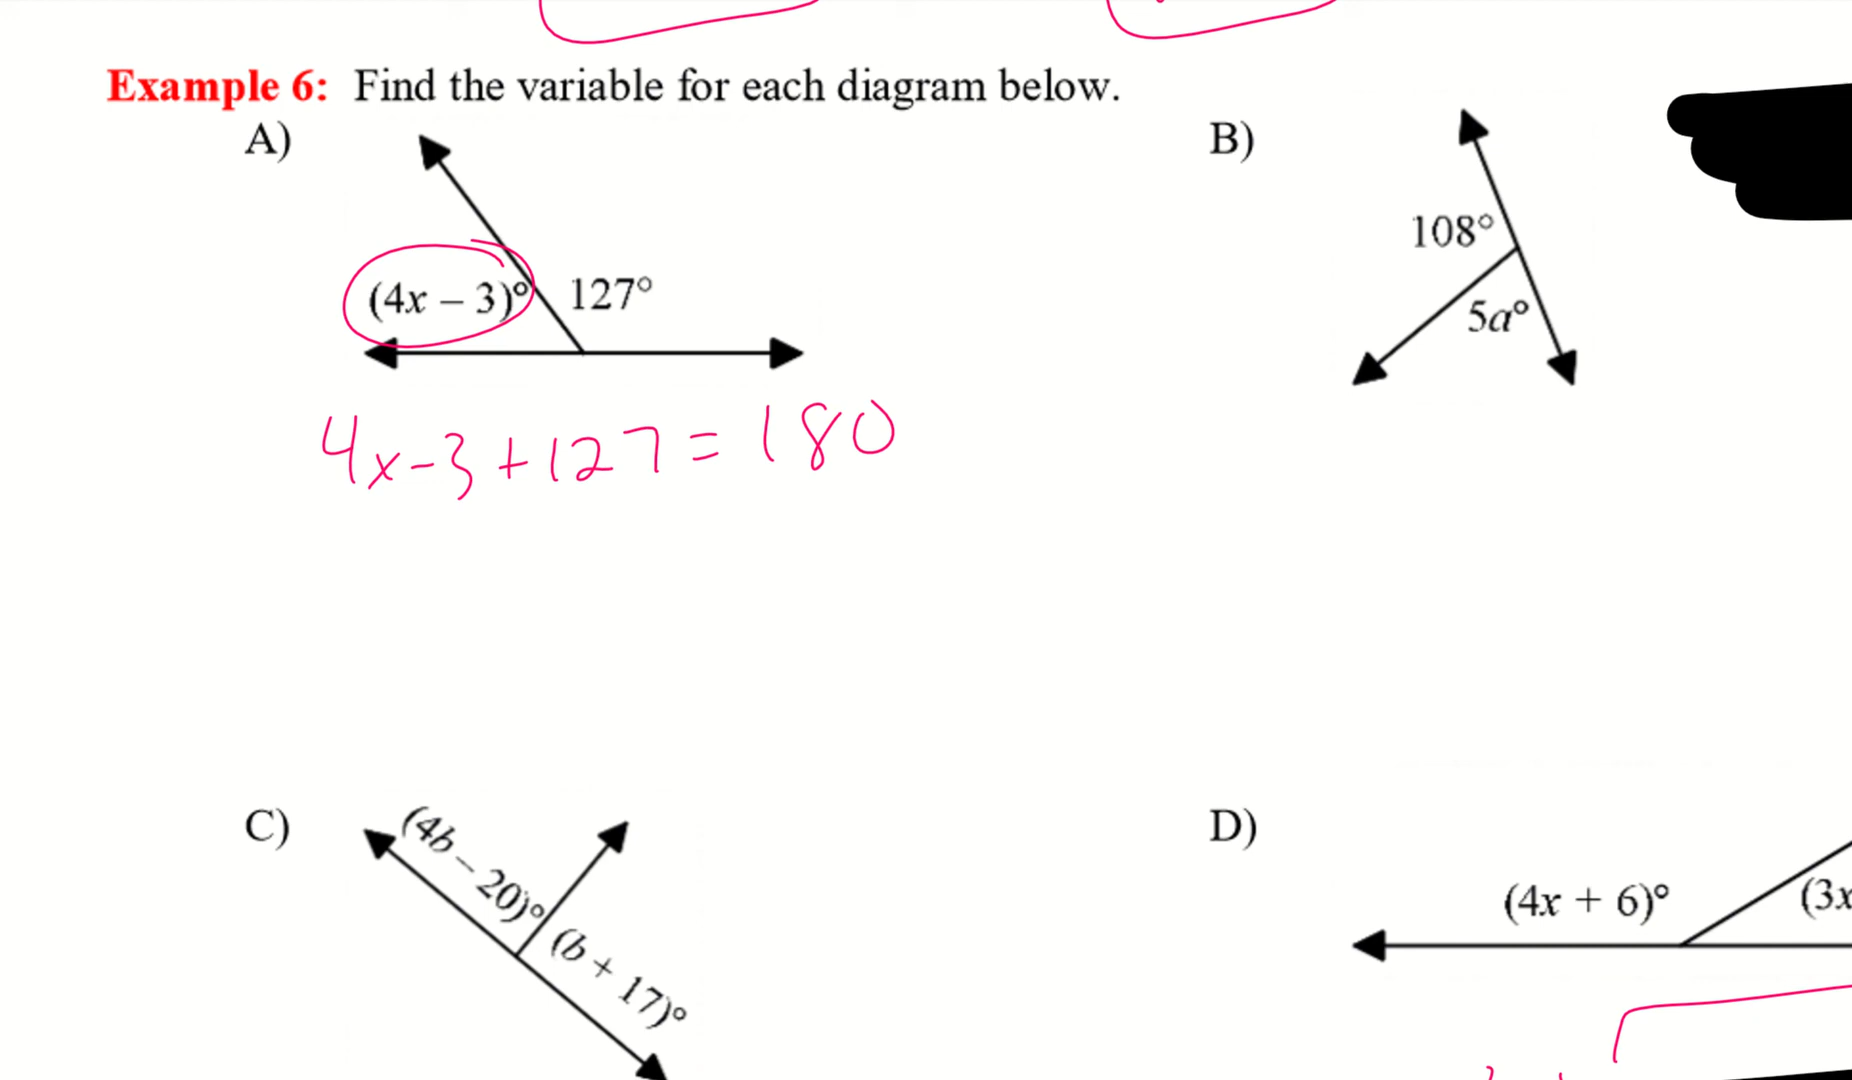 Example 6: Find the variable for each diagram below.
A)
B)
108°
(4x – 3)° 127°
5a°
4x-3+127=180
C)
(4b – 20)°
(b + 17)°
D)
(4x + 6)° (3x